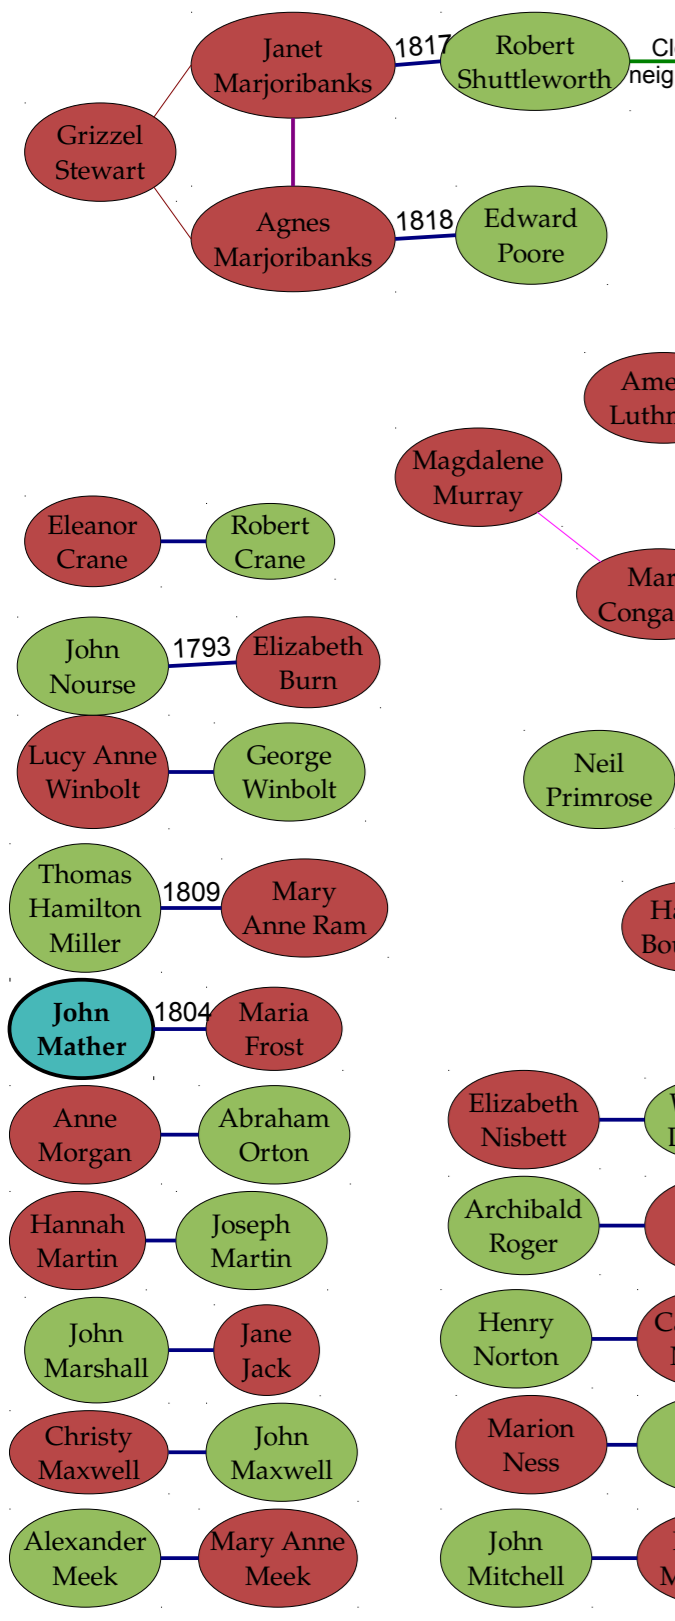 Janet
Marjoribanks
1817
Robert
Shuttleworth
Grizzel
Stewart
Agnes
Marjoribanks
1818
Edward
Poore
Magdalene
Murray
Eleanor
Crane
Robert
Crane
John
Nourse
1793
Elizabeth
Burn
Lucy Anne
Winbolt
George
Winbolt
Neil
Primrose
Thomas
Hamilton
Miller
1809
Mary
Anne Ram
John
Mather
1804
Maria
Frost
Anne
Morgan
Abraham
Orton
Elizabeth
Nisbett
Hannah
Martin
Joseph
Martin
Archibald
Roger
John
Marshall
Jane
Jack
Henry
Norton
Christy
Maxwell
John
Maxwell
Marion
Ness
Alexander
Meek
Mary Anne
Meek
John
Mitchell